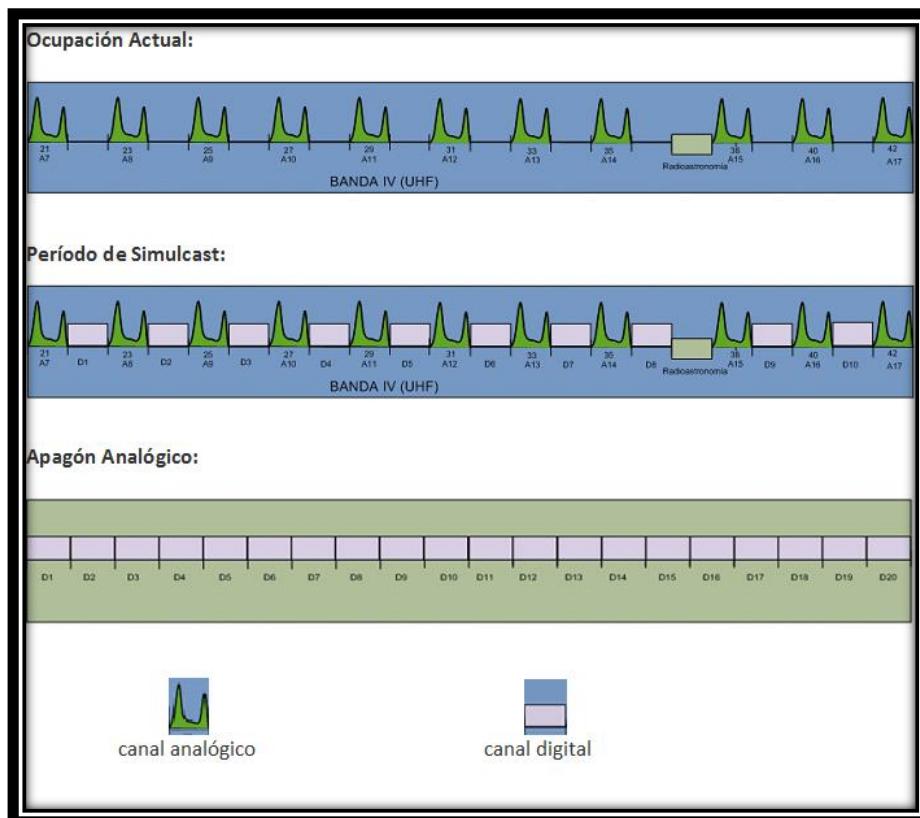 Ocupación Actual:
21 23 25 27 29 31 33 35 38 40 42
A7 A8 A9 A10 A11 A12 A13 A14 Radioastronomía A15 A16 A17
BANDA IV (UHF)
Período de Simulcast:
21 23 25 27 29 31 33 35 38 40 42
A7 D1 A8 D2 A9 D3 A10 D4 A11 D5 A12 D6 A13 D7 A14 D8 Radioastronomía A15 D9 A16 D10 A17
BANDA IV (UHF)
Apagón Analógico:
D1 D2 D3 D4 D5 D6 D7 D8 D9 D10 D11 D12 D13 D14 D15 D16 D17 D18 D19 D20
canal analógico canal digital